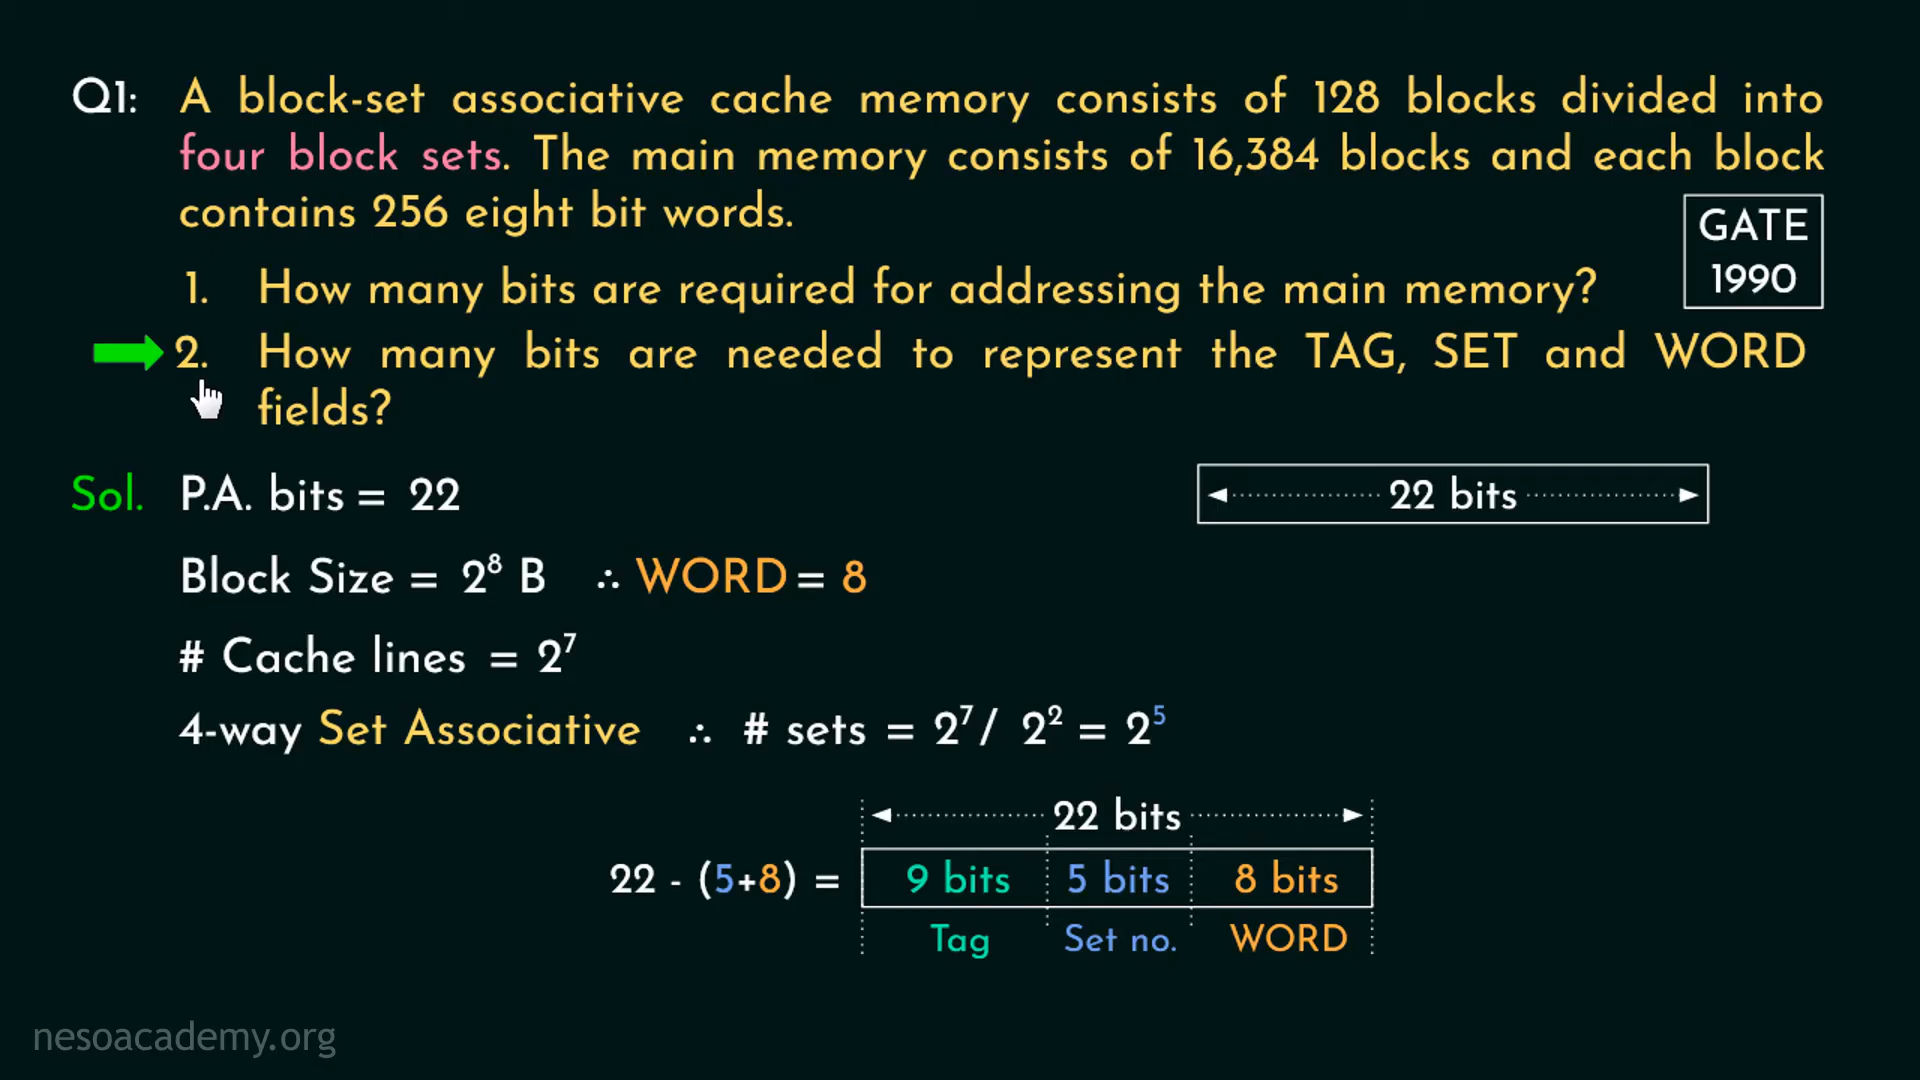 Q1: A block-set associative cache memory consists of 128 blocks divided into
four block sets. The main memory consists of 16,384 blocks and each block
contains 256 eight bit words.
GATE
1990
1. How many bits are required for addressing the main memory?
2. How many bits are needed to represent the TAG, SET and WORD
fields?
Sol. P.A. bits = 22
22 bits
Block Size = 2⁸ B ∴ WORD = 8
# Cache lines = 2⁷
4-way Set Associative ∴ # sets = 2⁷/ 2² = 2⁵
22 bits
22 - (5+8) = 9 bits 5 bits 8 bits
Tag Set no. WORD
nesoacademy.org